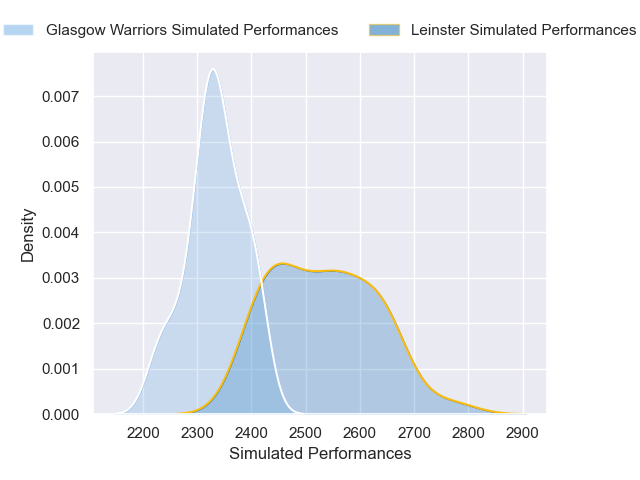 Glasgow Warriors Simulated Performances
Leinster Simulated Performances
0.007
0.006
0.005
0.004
0.003
0.002
0.001
0.000
Density
2200 2300 2400 2500 2600 2700 2800 2900
Simulated Performances